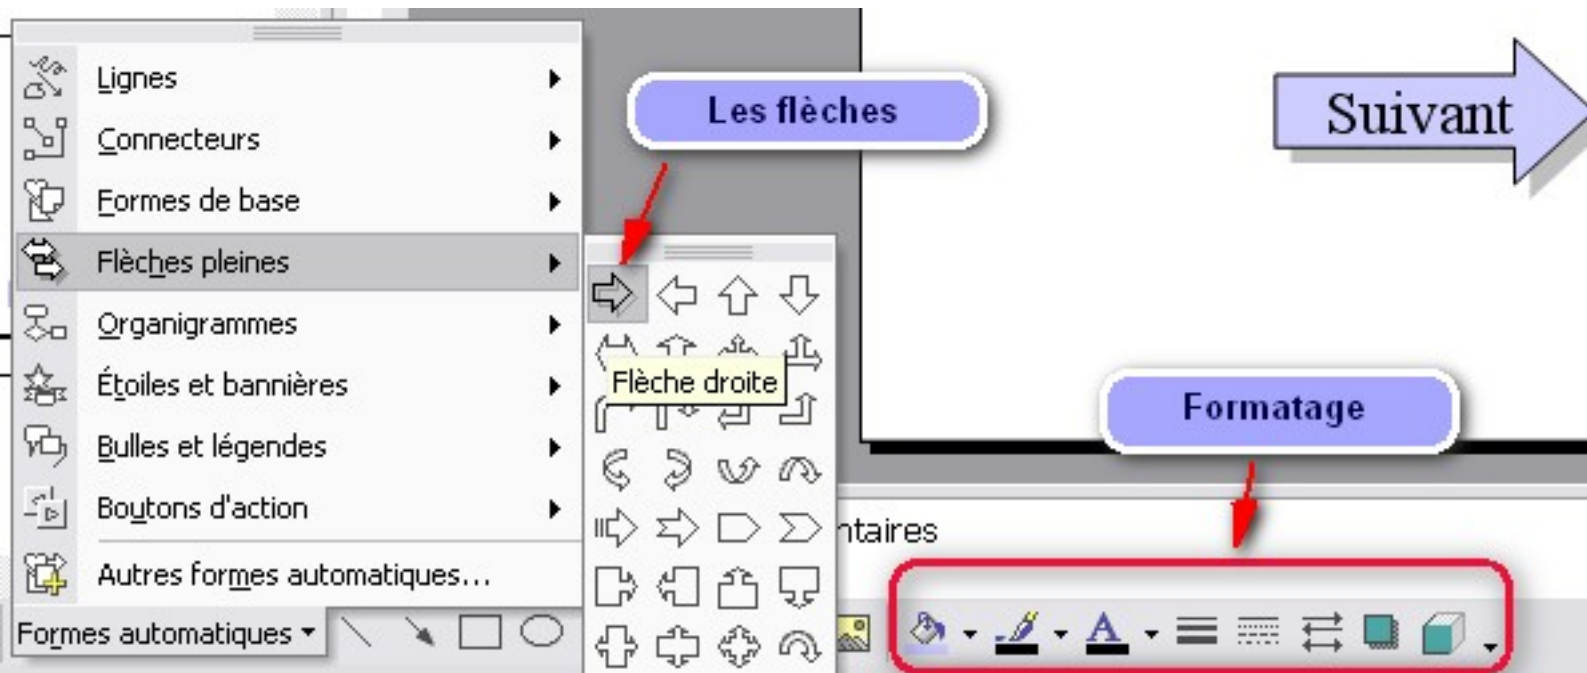 Lignes
Connecteurs
Formes de base
Flèches pleines
Organigrammes
Étoiles et bannières
Bulles et légendes
Boutons d'action
Autres formes automatiques...
Formes automatiques
Les flèches
Flèche droite
Suivant
Formatage
ntaires
A